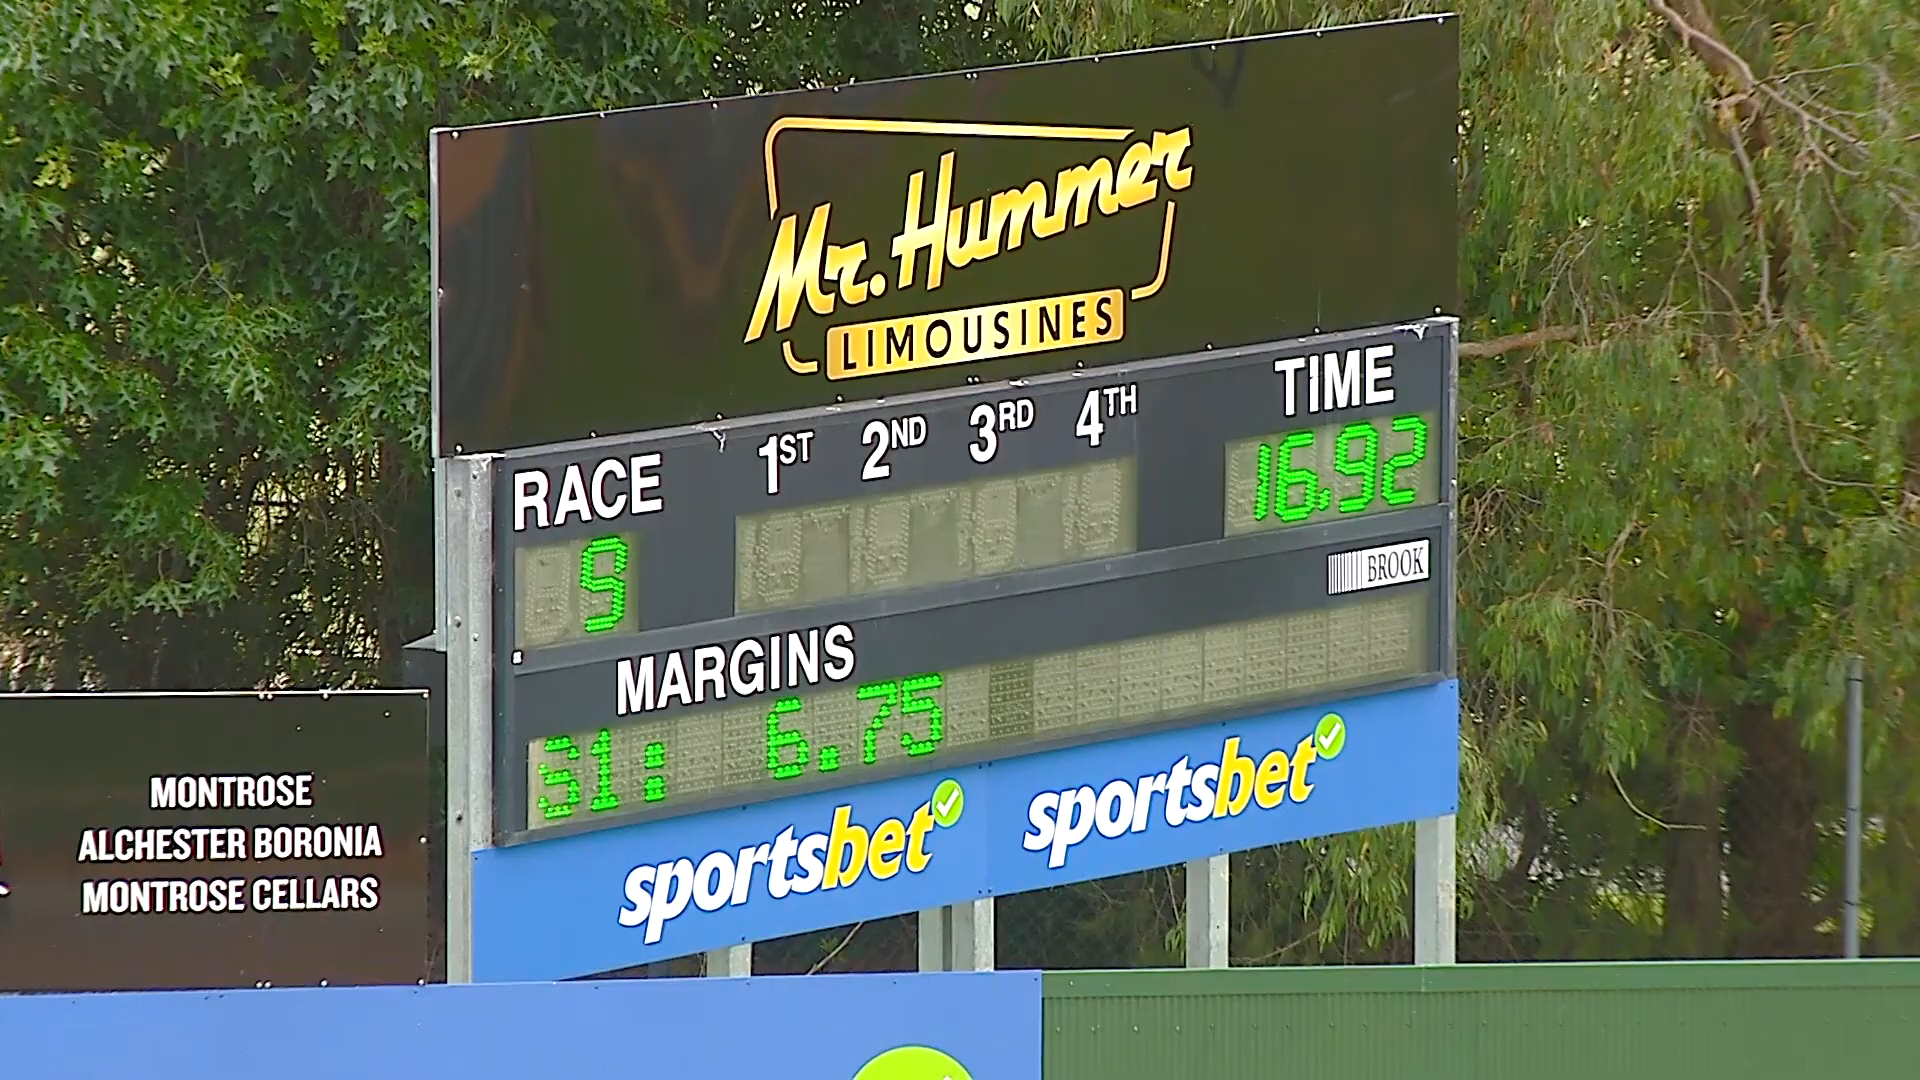 Mr. Hummer
LIMOUSINES
RACE 1ST 2ND 3RD 4TH TIME
9 16.92
BROOK
MARGINS
S1: 6.75
sportsbet sportsbet
MONTROSE
ALCHESTER BORONIA
MONTROSE CELLARS